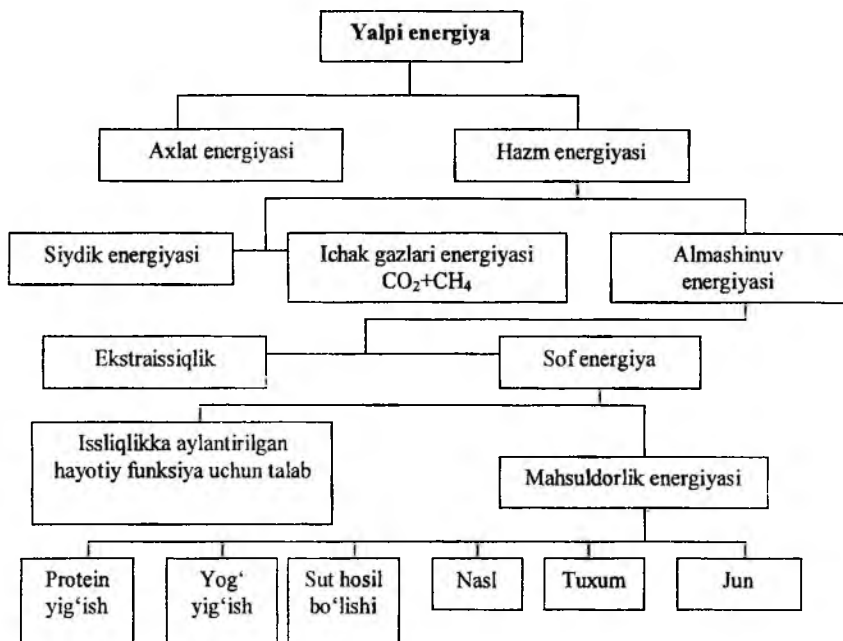 Yalpi energiya
Axlat energiyasi
Hazm energiyasi
Siydik energiyasi
Ichak gazlari energiyasi
CO₂+CH₄
Almashinuv
energiyasi
Ekstraissiqlik
Sof energiya
Issliqlikka aylantirilgan
hayotiy funksiya uchun talab
Mahsuldorlik energiyasi
Protein
yig‘ish
Yog‘
yig‘ish
Sut hosil
bo‘lishi
Nasl
Tuxum
Jun